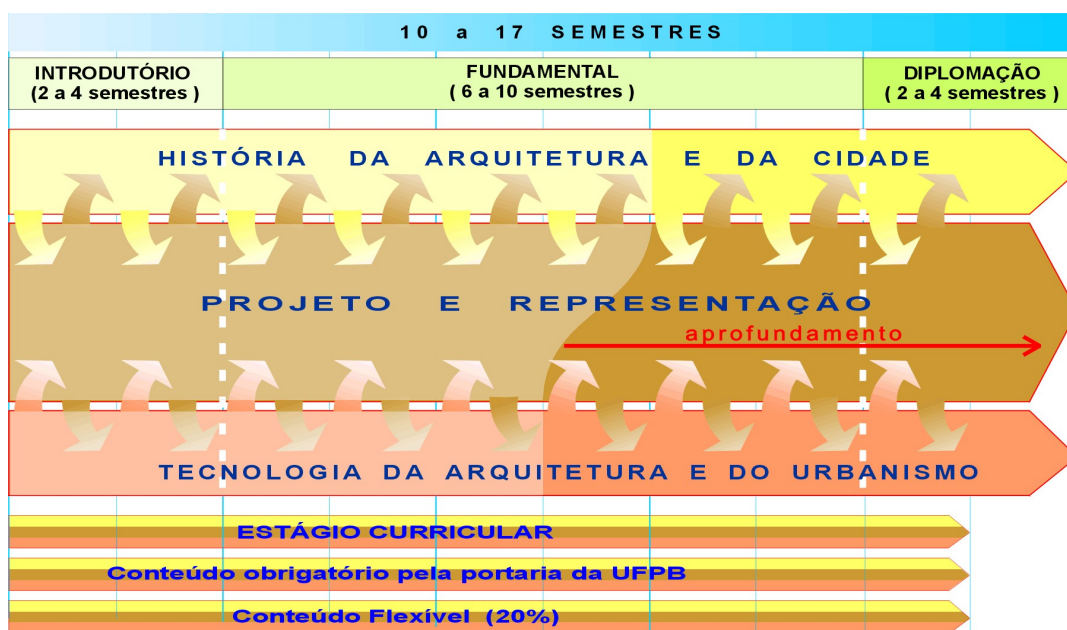 10 a 17 SEMESTRES
INTRODUTÓRIO
(2 a 4 semestres )
FUNDAMENTAL
( 6 a 10 semestres )
DIPLOMAÇÃO
( 2 a 4 semestres )
HISTÓRIA DA ARQUITETURA E DA CIDADE
PROJETO E REPRESENTAÇÃO
aprofundamento
TECNOLOGIA DA ARQUITETURA E DO URBANISMO
ESTÁGIO CURRICULAR
Conteúdo obrigatório pela portaria da UFPB
Conteúdo Flexível (20%)